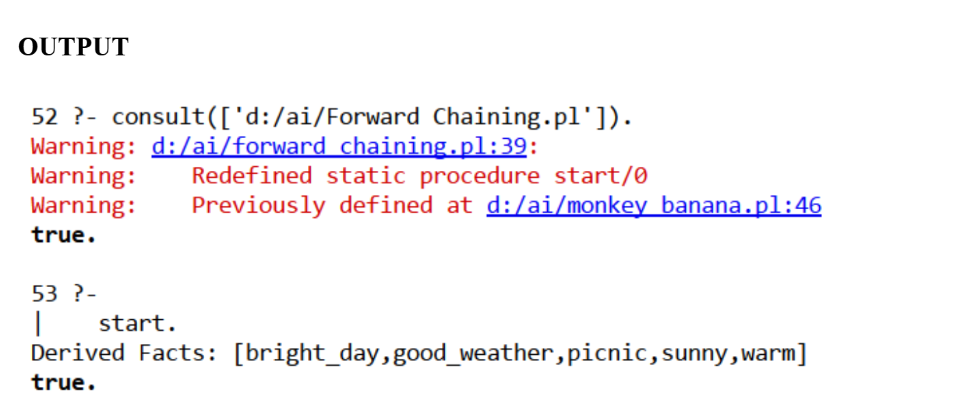 OUTPUT
52 ?- consult(['d:/ai/Forward Chaining.pl']).
Warning: d:/ai/forward chaining.pl:39:
Warning:    Redefined static procedure start/0
Warning:    Previously defined at d:/ai/monkey banana.pl:46
true.
53 ?-
|    start.
Derived Facts: [bright_day,good_weather,picnic,sunny,warm]
true.